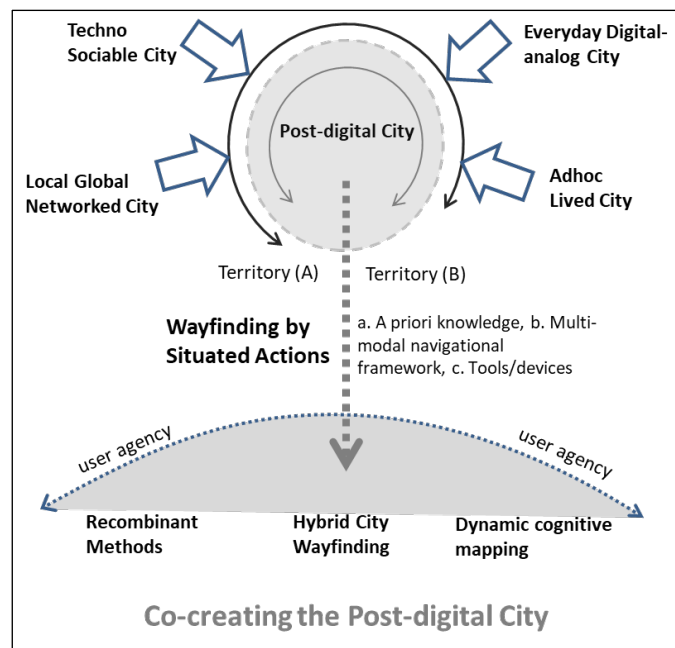 Techno
Sociable City
Everyday Digital-
analog City
Post-digital City
Local Global
Networked City
Adhoc
Lived City
Territory (A)
Territory (B)
Wayfinding by
Situated Actions
a. A priori knowledge, b. Multi-
modal navigational
framework, c. Tools/devices
user agency
user agency
Recombinant
Methods
Hybrid City
Wayfinding
Dynamic cognitive
mapping
Co-creating the Post-digital City